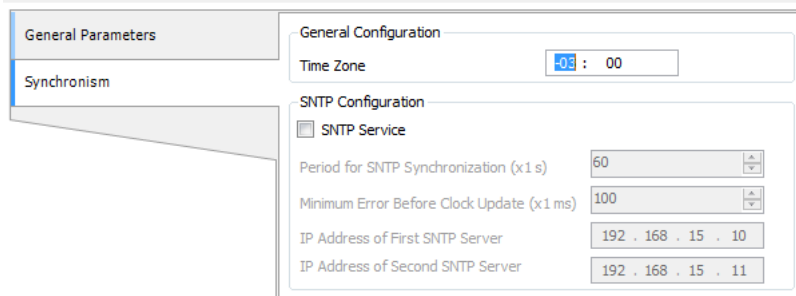 General Parameters
Synchronism
General Configuration
Time Zone -03 : 00
SNTP Configuration
SNTP Service
Period for SNTP Synchronization (x1 s) 60
Minimum Error Before Clock Update (x1 ms) 100
IP Address of First SNTP Server 192 . 168 . 15 . 10
IP Address of Second SNTP Server 192 . 168 . 15 . 11